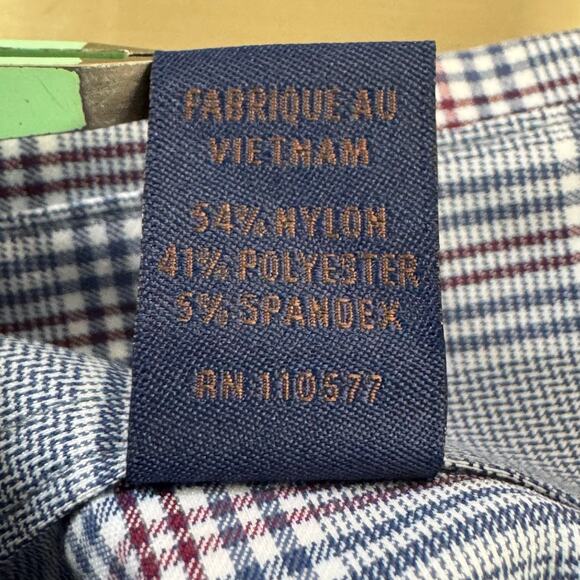 FABRIQUE AU
VIETNAM
54% NYLON
41% POLYESTER
5% SPANDEX
RN 110577